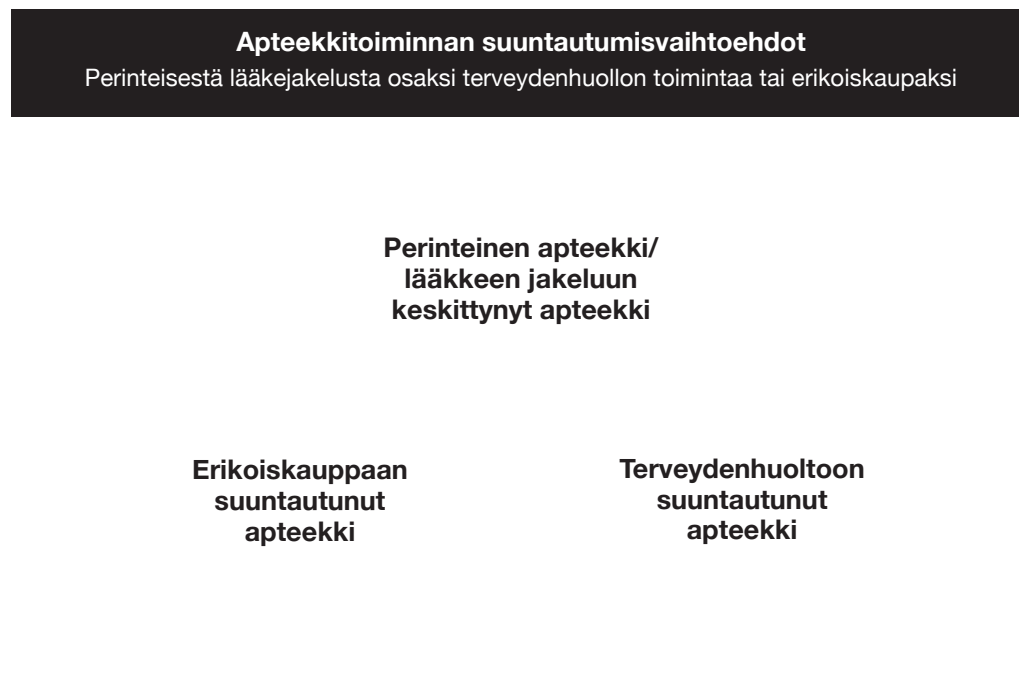 Apteekkitoiminnan suuntautumisvaihtoehdot
Perinteisestä lääkejakelusta osaksi terveydenhuollon toimintaa tai erikoiskaupaksi
Perinteinen apteekki/
lääkkeen jakeluun
keskittynyt apteekki
Erikoiskauppaan
suuntautunut
apteekki
Terveydenhuoltoon
suuntautunut
apteekki